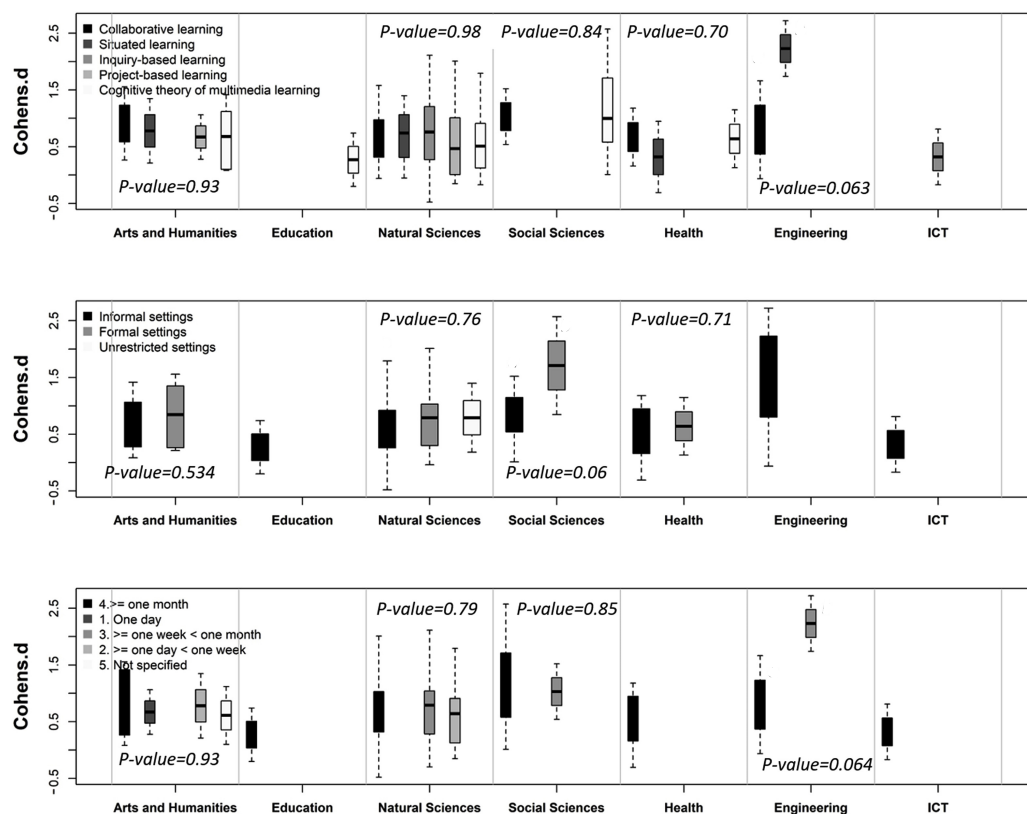 Cohens.d
2.5
1.5
0.5
−0.5
Collaborative learning
Situated learning
Inquiry-based learning
Project-based learning
Cognitive theory of multimedia learning
P-value=0.93
P-value=0.98
P-value=0.84
P-value=0.70
P-value=0.063
Arts and Humanities
Education
Natural Sciences
Social Sciences
Health
Engineering
ICT
Cohens.d
2.5
1.5
0.5
−0.5
Informal settings
Formal settings
Unrestricted settings
P-value=0.534
P-value=0.76
P-value=0.06
P-value=0.71
Arts and Humanities
Education
Natural Sciences
Social Sciences
Health
Engineering
ICT
Cohens.d
2.5
1.5
0.5
−0.5
4.>= one month
1. One day
3. >= one week < one month
2. >= one day < one week
5. Not specified
P-value=0.93
P-value=0.79
P-value=0.85
P-value=0.064
Arts and Humanities
Education
Natural Sciences
Social Sciences
Health
Engineering
ICT